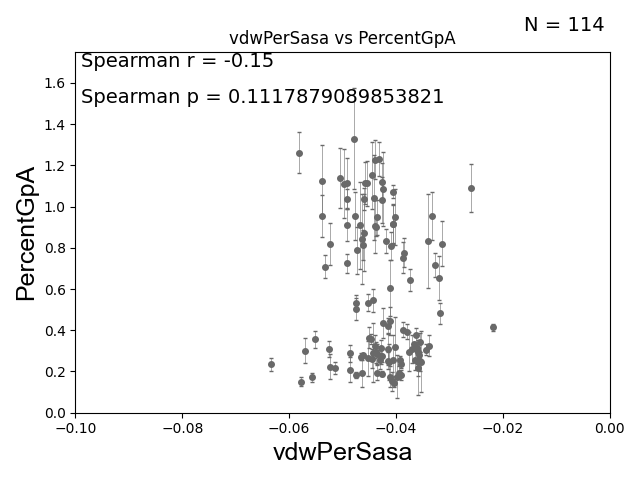 N = 114
vdwPerSasa vs PercentGpA
Spearman r = -0.15
Spearman p = 0.1117879089853821
PercentGpA
1.6
1.4
1.2
1.0
0.8
0.6
0.4
0.2
0.0
−0.10 −0.08 −0.06 −0.04 −0.02 0.00
vdwPerSasa